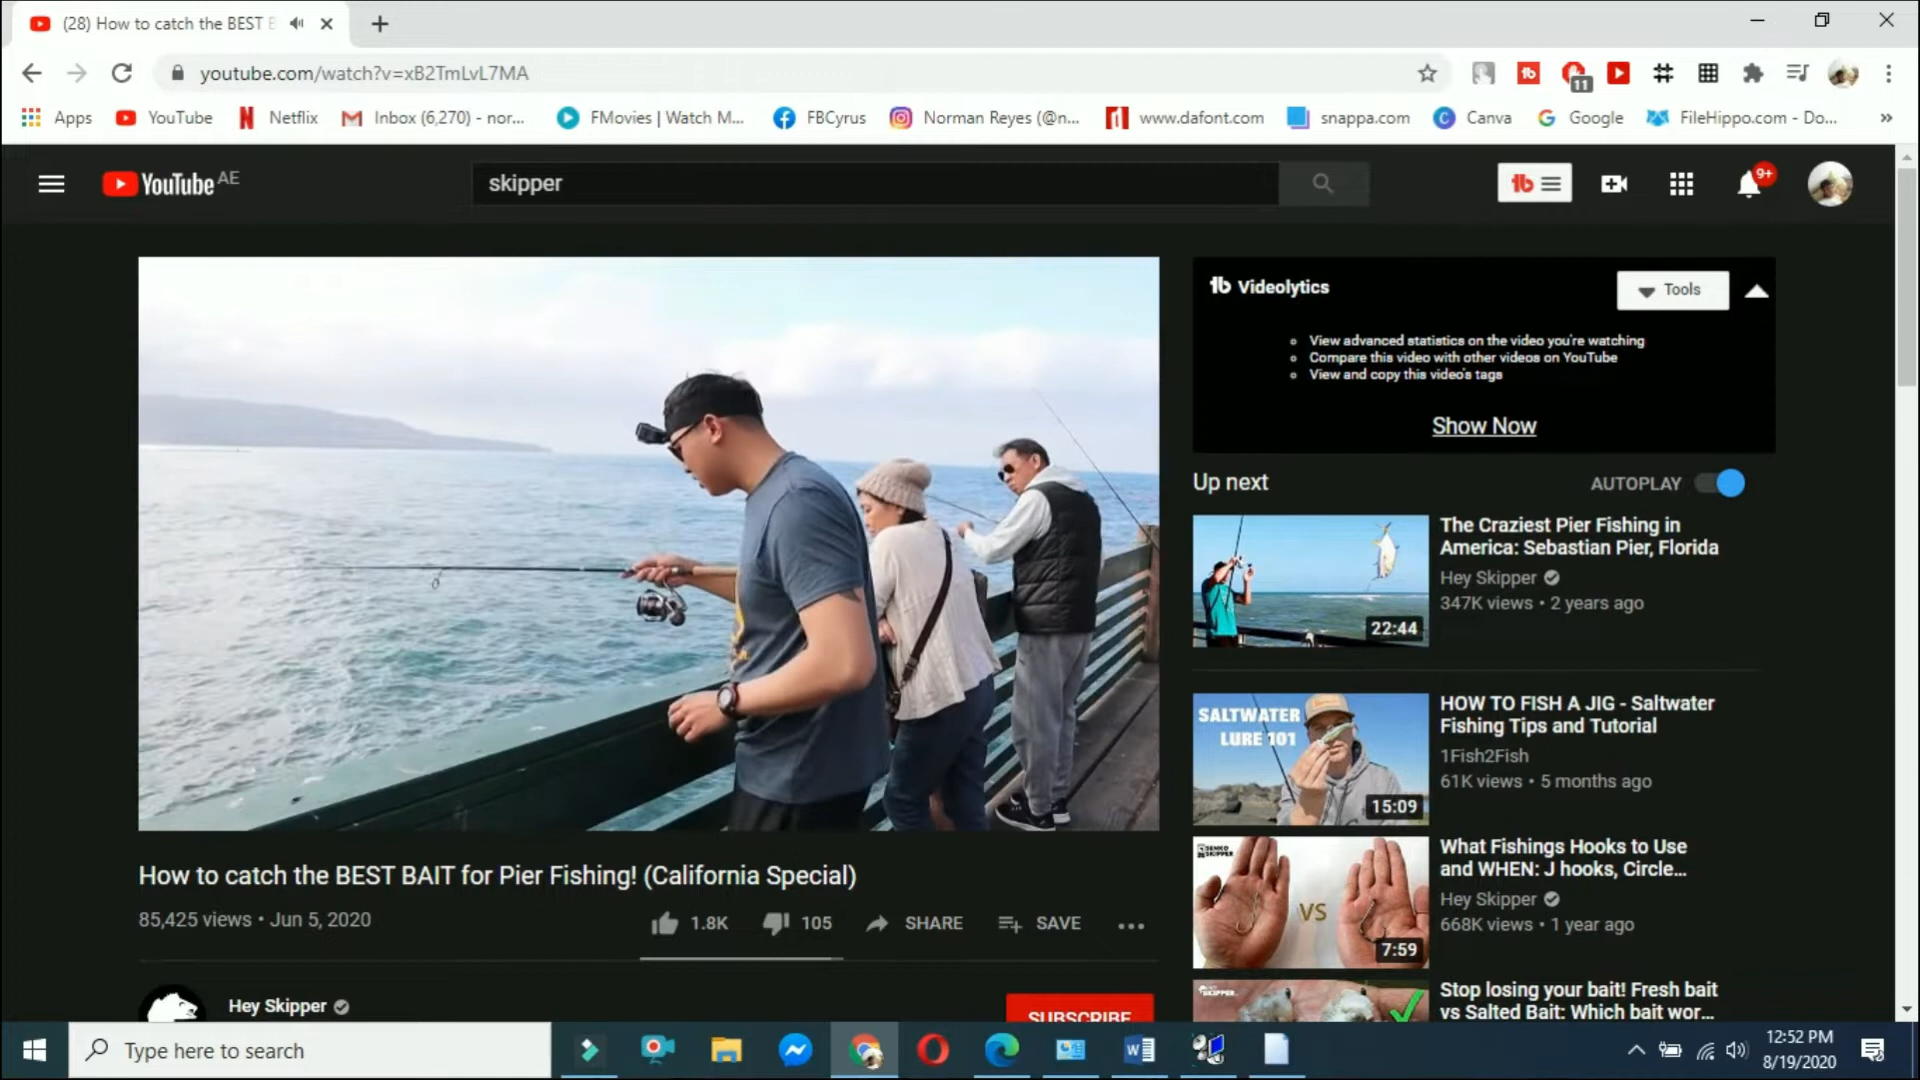 (28) How to catch the BEST B
youtube.com/watch?v=xB2TmLvL7MA
11
Apps
YouTube
Netflix
Inbox (6,270) - nor...
FMovies | Watch M...
FBCyrus
Norman Reyes (@n...
www.dafont.com
snappa.com
Canva
Google
FileHippo.com - Do...
YouTube AE
skipper
9+
Videolytics
Tools
View advanced statistics on the video you're watching
Compare this video with other videos on YouTube
View and copy this video's tags
Show Now
Up next
AUTOPLAY
The Craziest Pier Fishing in
America: Sebastian Pier, Florida
Hey Skipper
347K views • 2 years ago
22:44
SALTWATER
LURE 101
15:09
HOW TO FISH A JIG - Saltwater
Fishing Tips and Tutorial
1Fish2Fish
61K views • 5 months ago
VS
7:59
What Fishings Hooks to Use
and WHEN: J hooks, Circle...
Hey Skipper
668K views • 1 year ago
Stop losing your bait! Fresh bait
vs Salted Bait: Which bait wor...
How to catch the BEST BAIT for Pier Fishing! (California Special)
85,425 views • Jun 5, 2020
1.8K
105
SHARE
SAVE
Hey Skipper
SUBSCRIBE
Type here to search
12:52 PM
8/19/2020